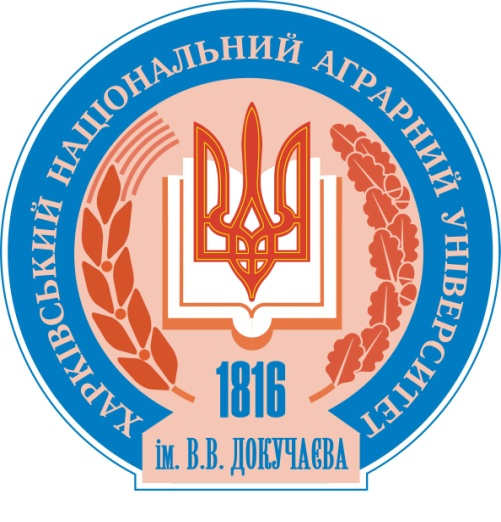 ХАРКІВСЬКИЙ НАЦІОНАЛЬНИЙ АГРАРНИЙ УНІВЕРСИТЕТ
1816
ім. В.В. ДОКУЧАЄВА